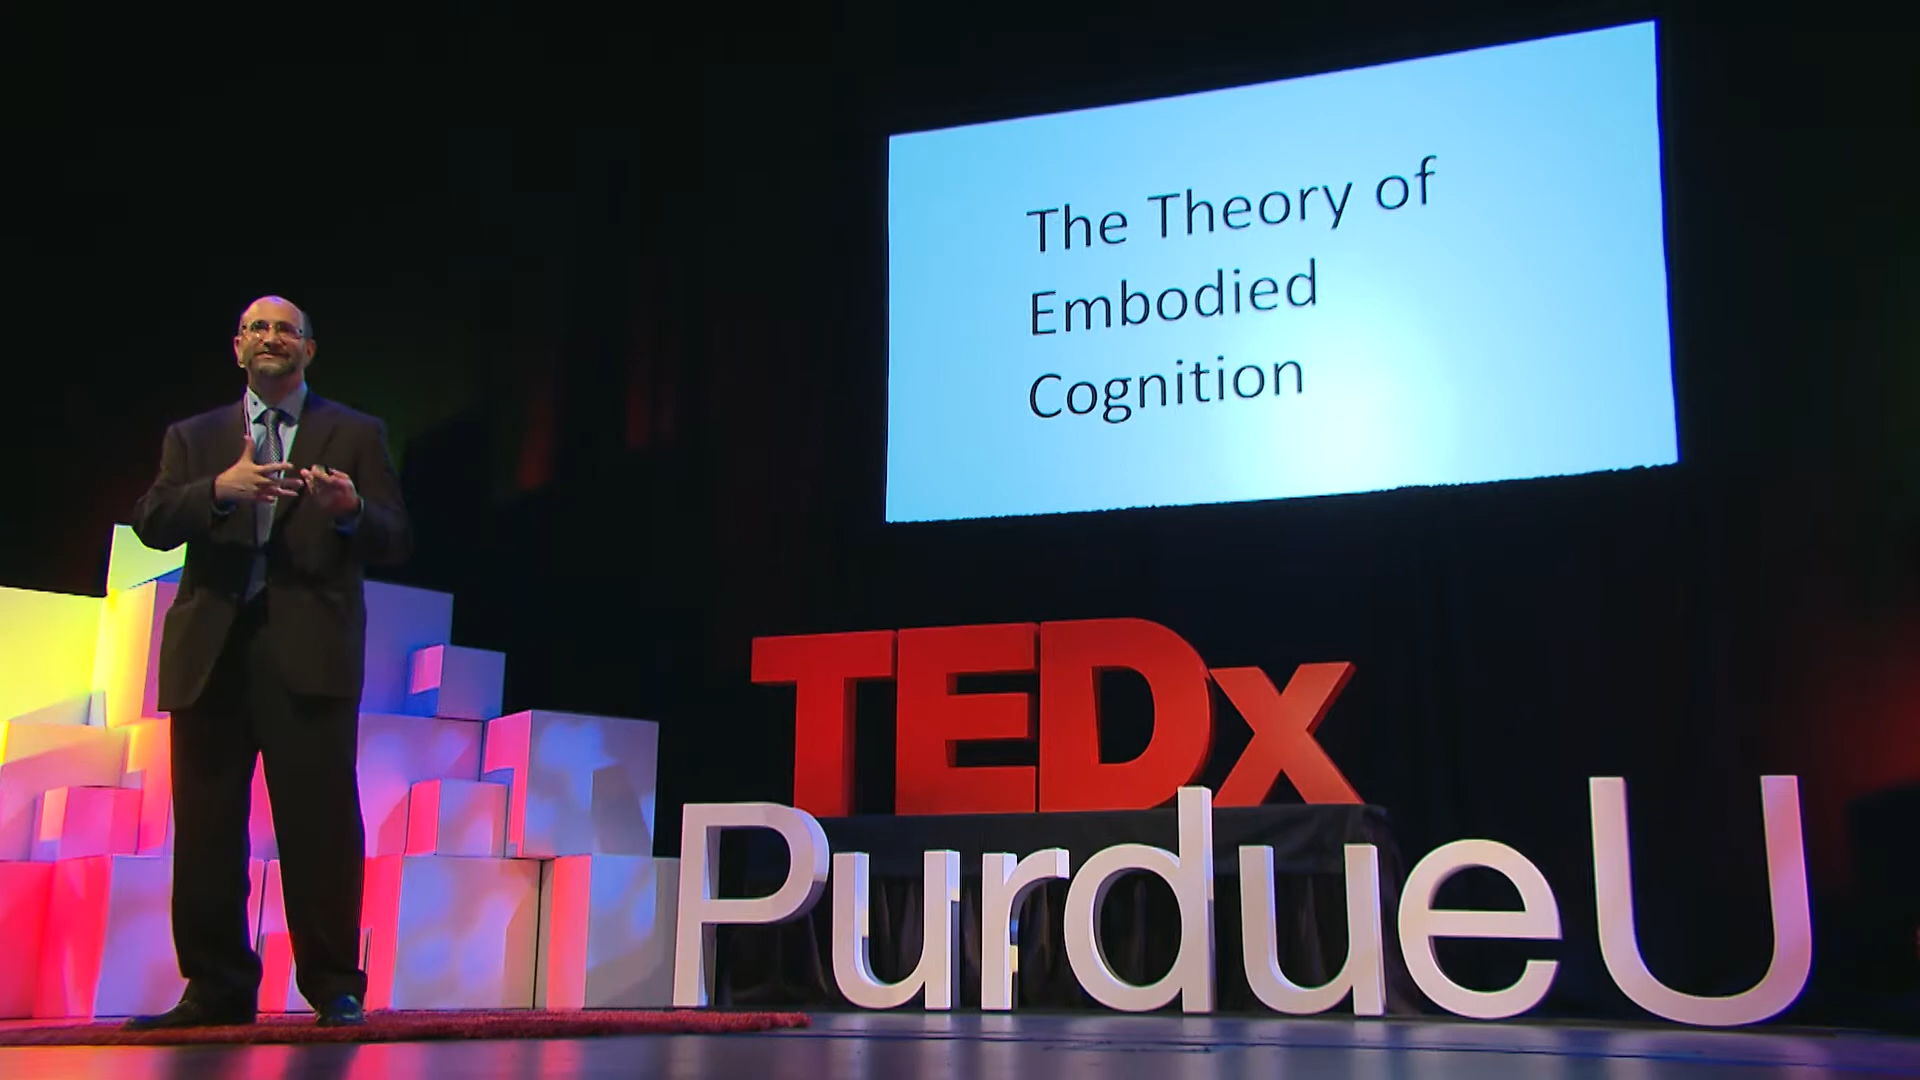 The Theory of
Embodied
Cognition
TEDx
PurdueU